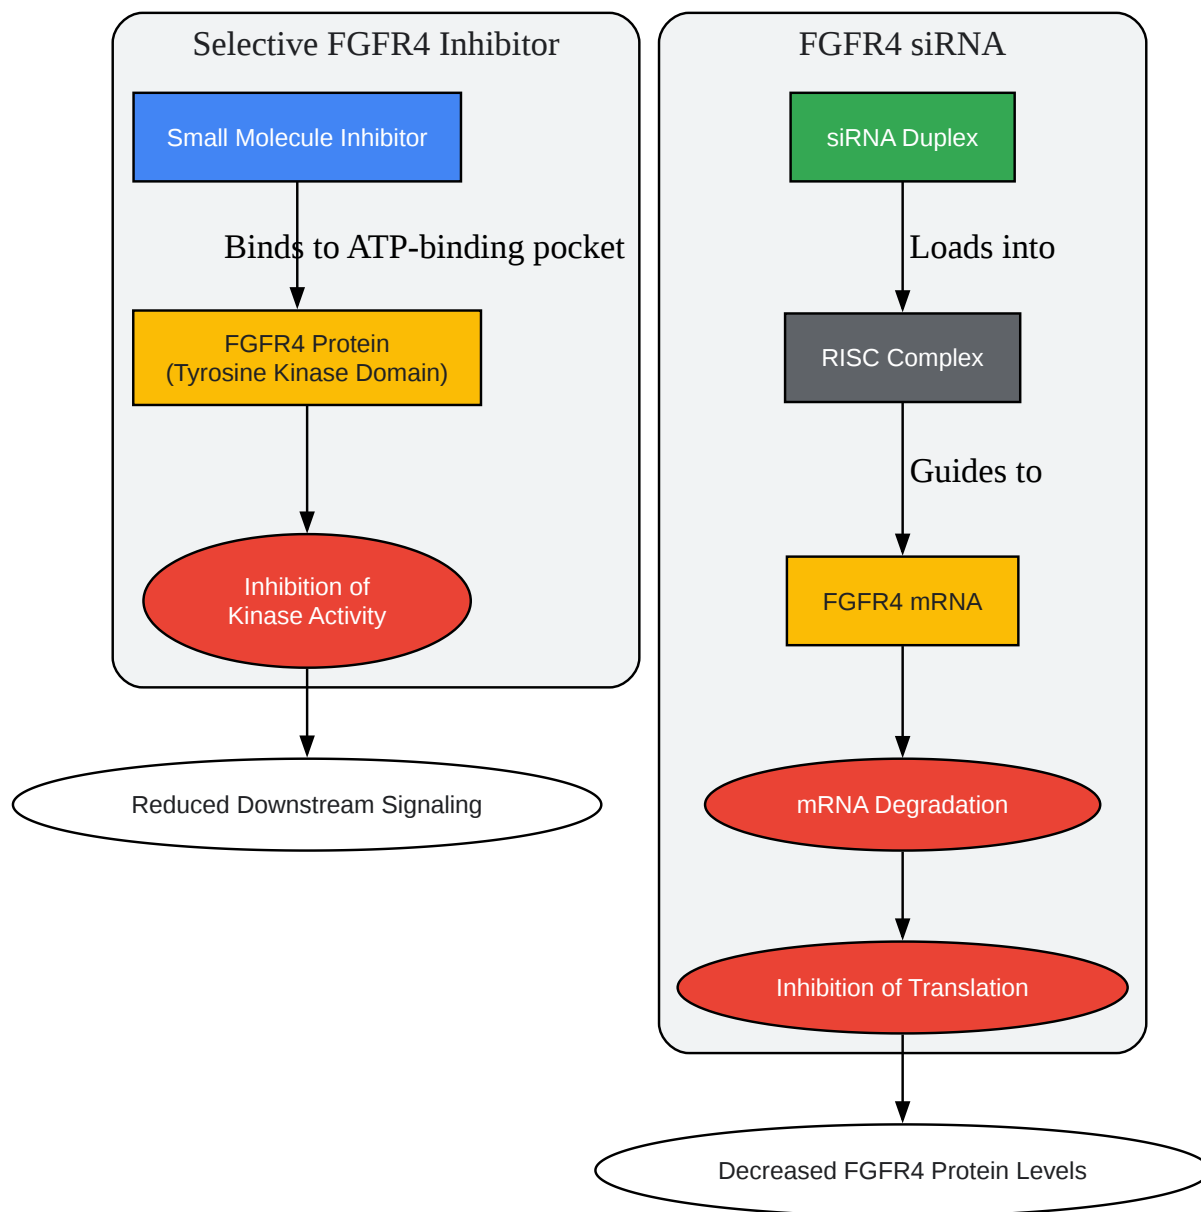 Selective FGFR4 Inhibitor
Small Molecule Inhibitor
Binds to ATP-binding pocket
FGFR4 Protein
(Tyrosine Kinase Domain)
Inhibition of
Kinase Activity
Reduced Downstream Signaling
FGFR4 siRNA
siRNA Duplex
Loads into
RISC Complex
Guides to
FGFR4 mRNA
mRNA Degradation
Inhibition of Translation
Decreased FGFR4 Protein Levels